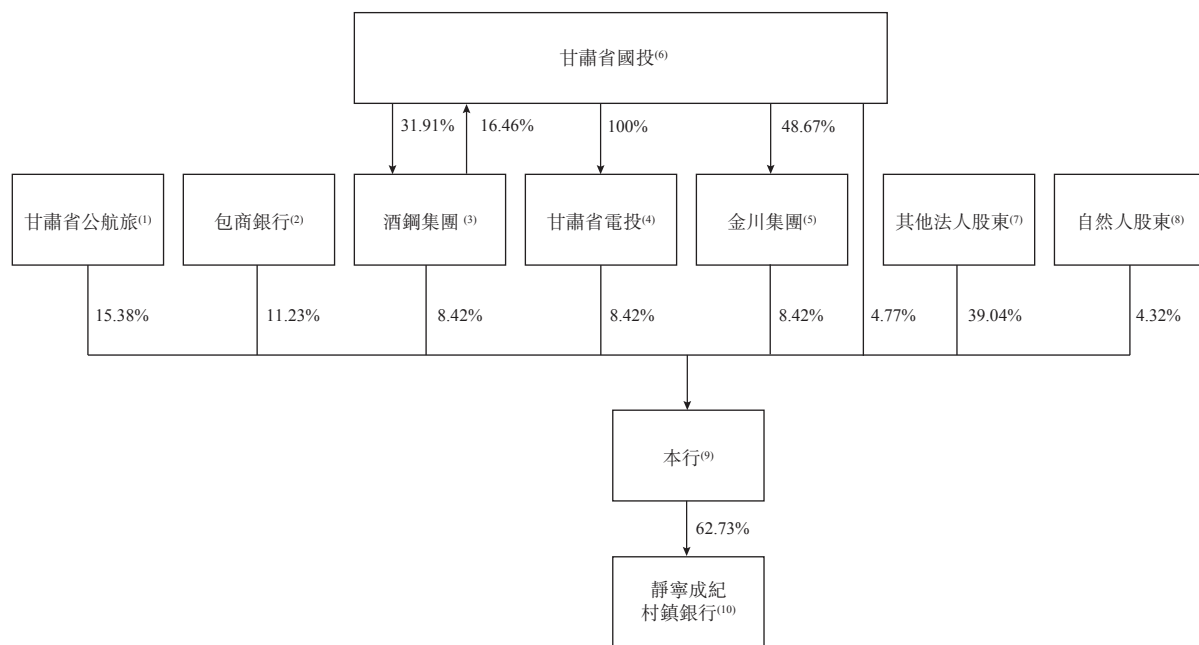 甘肅省國投(6)
31.91%
16.46%
100%
48.67%
甘肅省公航旅(1)
包商銀行(2)
酒鋼集團 (3)
甘肅省電投(4)
金川集團(5)
其他法人股東(7)
自然人股東(8)
15.38%
11.23%
8.42%
8.42%
8.42%
4.77%
39.04%
4.32%
本行(9)
62.73%
靜寧成紀
村鎮銀行(10)